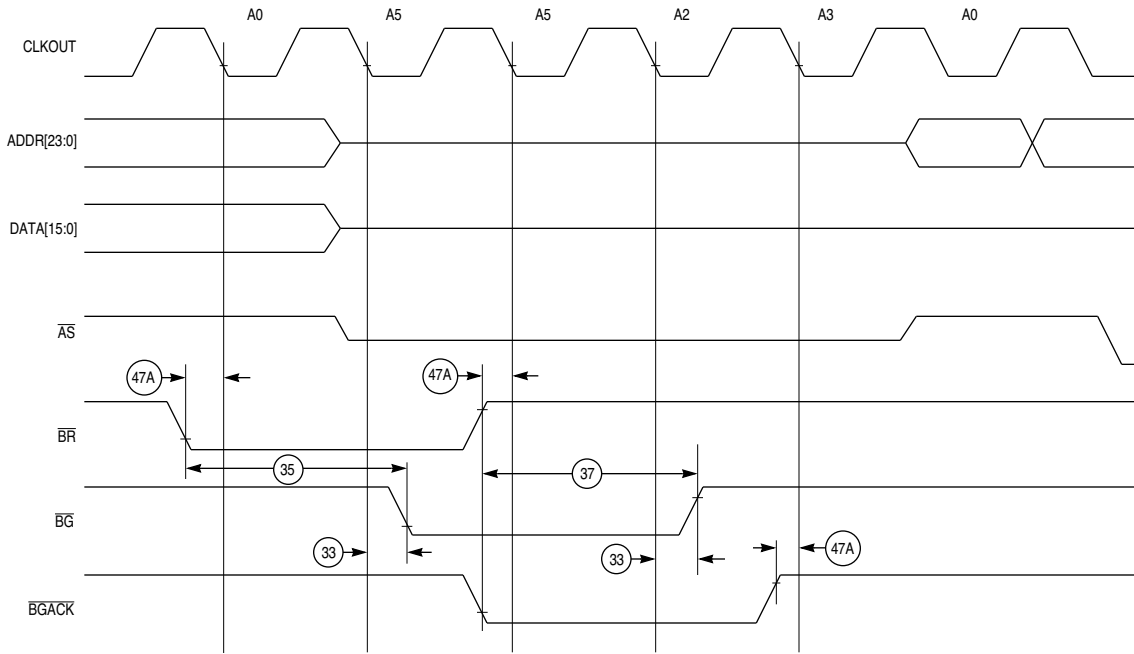 A0 A5 A5 A2 A3 A0
CLKOUT
ADDR[23:0]
DATA[15:0]
AS
47A 47A
BR
35 37
BG
33 33 47A
BGACK